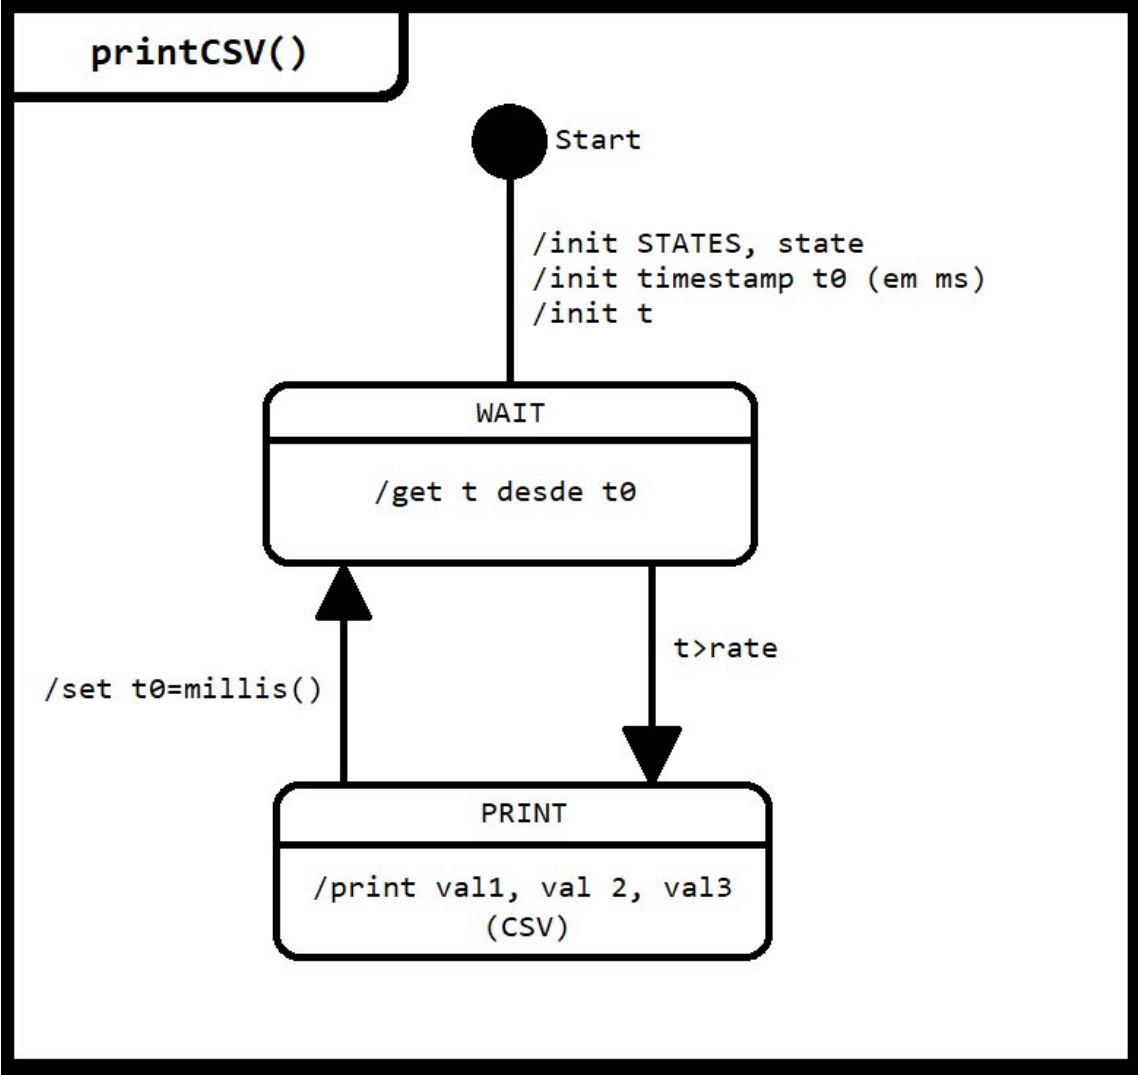 printCSV()
Start
/init STATES, state
/init timestamp t0 (em ms)
/init t
WAIT
/get t desde t0
t>rate
/set t0=millis()
PRINT
/print val1, val 2, val3
(CSV)